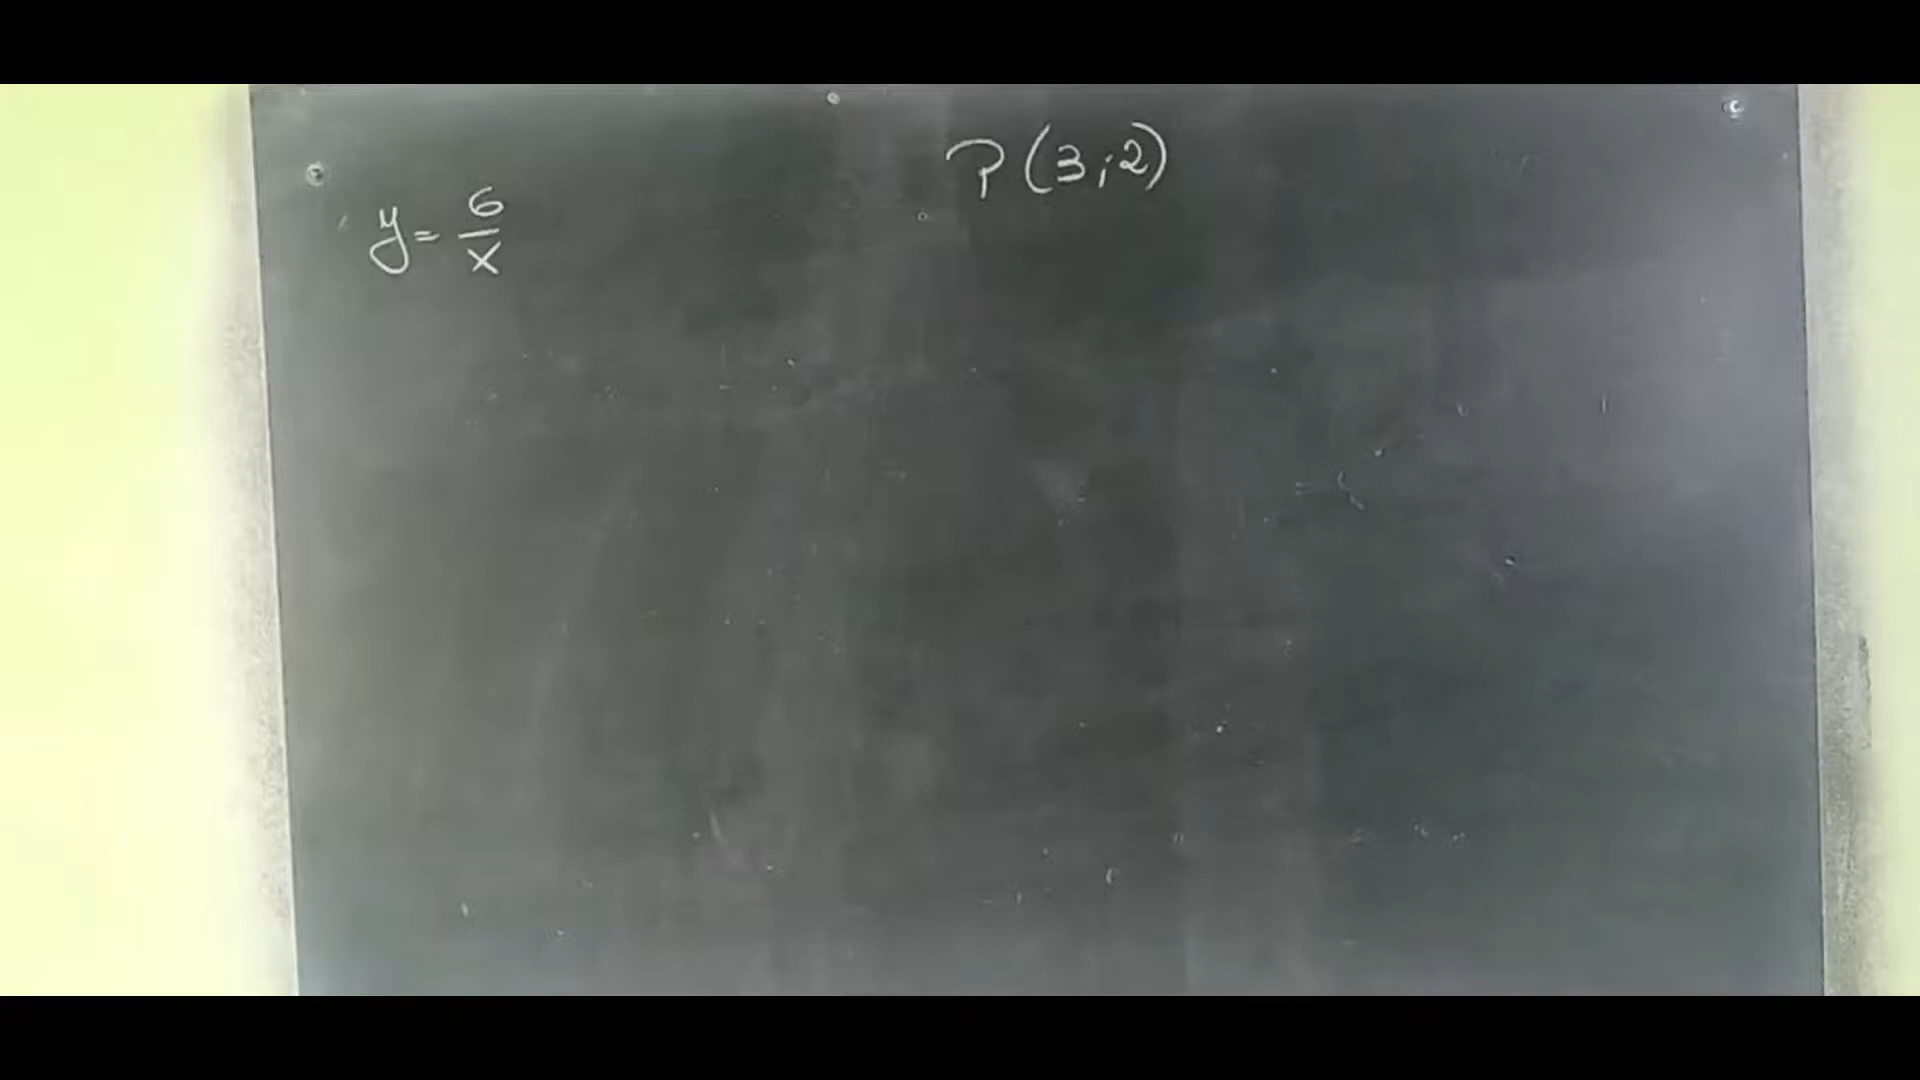 P(3;2)
y = 6/x